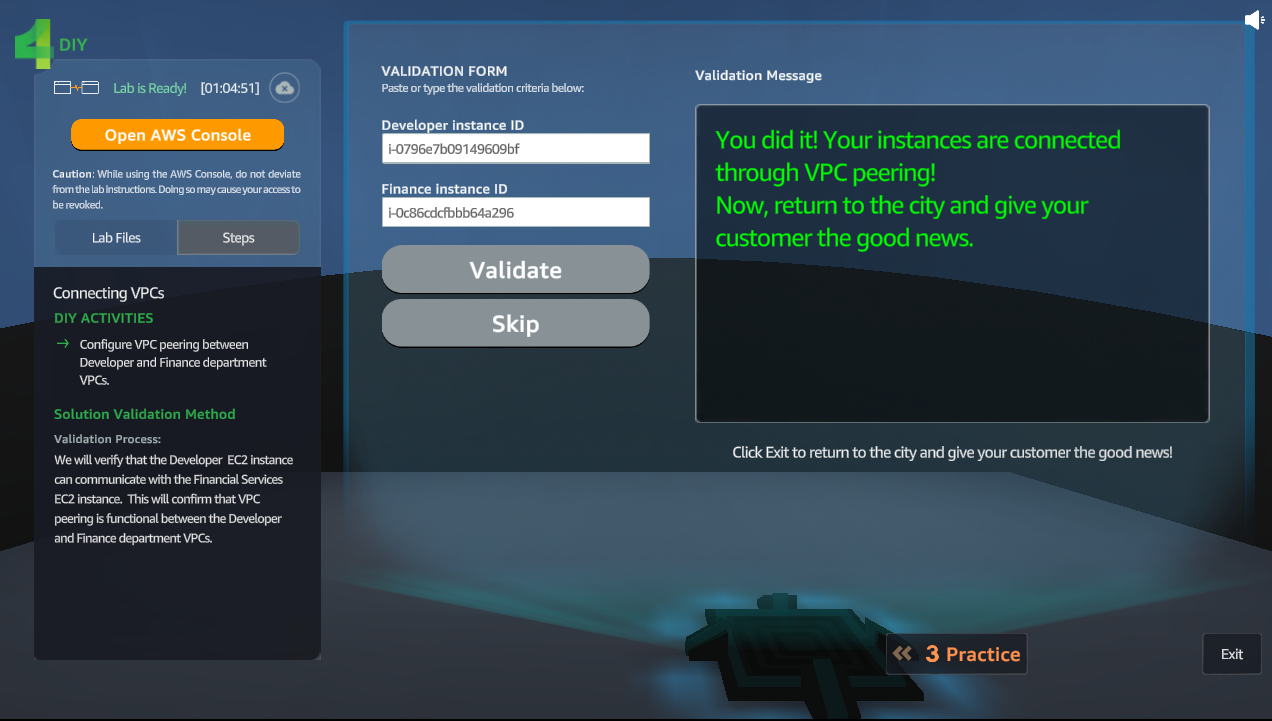 4 DIY
Lab is Ready! [01:04:51]
Open AWS Console
Caution: While using the AWS Console, do not deviate
from the lab instructions. Doing so may cause your access to
be revoked.
Lab Files Steps
Connecting VPCs
DIY ACTIVITIES
→ Configure VPC peering between
Developer and Finance department
VPCs.
Solution Validation Method
Validation Process:
We will verify that the Developer EC2 instance
can communicate with the Financial Services
EC2 instance. This will confirm that VPC
peering is functional between the Developer
and Finance department VPCs.
VALIDATION FORM
Paste or type the validation criteria below:
Developer instance ID
i-0796e7b09149609bf
Finance instance ID
i-0c86cdcfbbb64a296
Validate
Skip
Validation Message
You did it! Your instances are connected
through VPC peering!
Now, return to the city and give your
customer the good news.
Click Exit to return to the city and give your customer the good news!
3 Practice
Exit